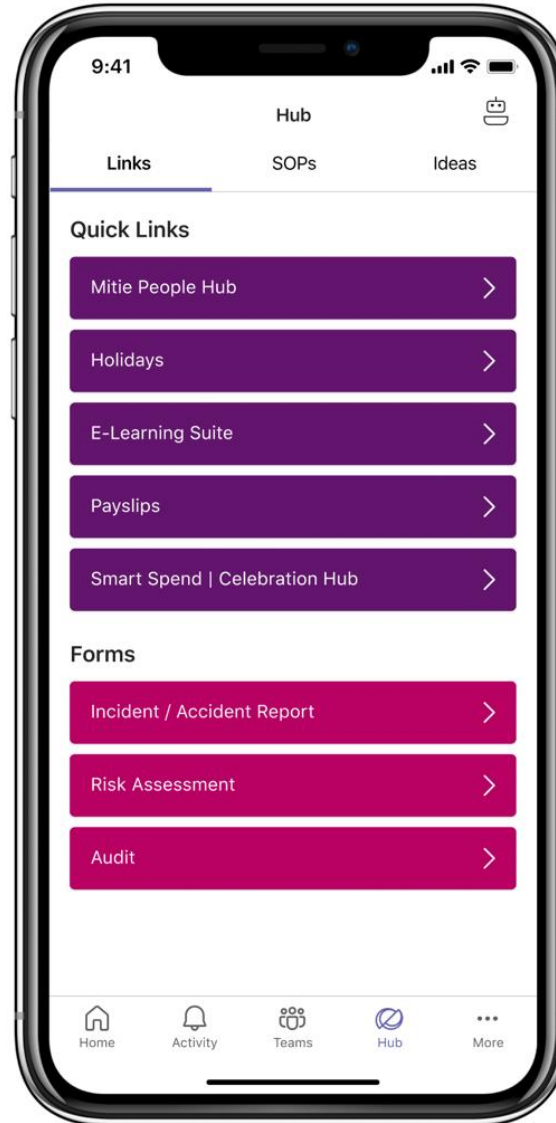 9:41
Hub
Links SOPs Ideas
Quick Links
Mitie People Hub
Holidays
E-Learning Suite
Payslips
Smart Spend | Celebration Hub
Forms
Incident / Accident Report
Risk Assessment
Audit
Home Activity Teams Hub More